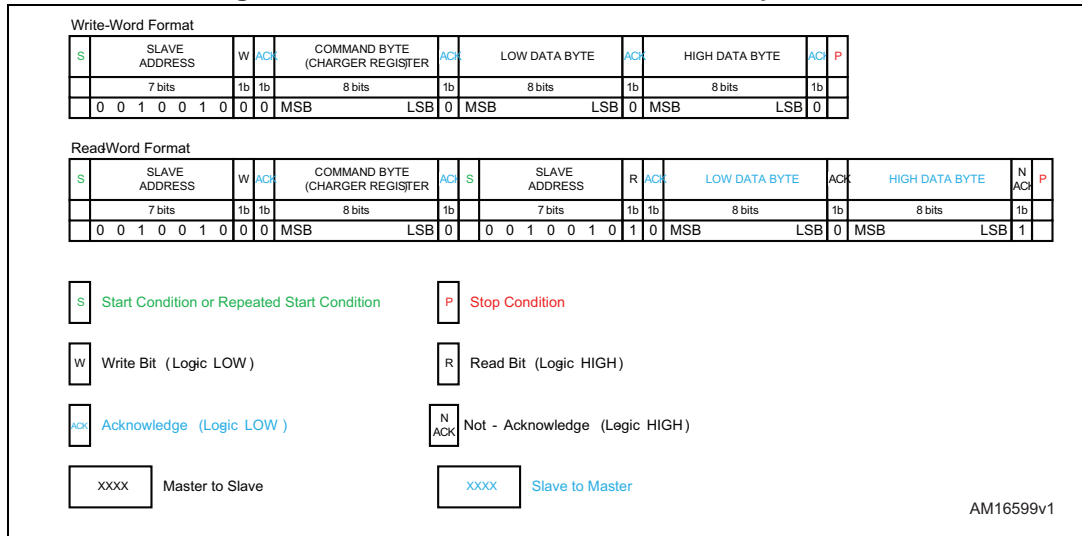 Write-Word Format
S SLAVE ADDRESS W ACK COMMAND BYTE (CHARGER REGISTER ACK LOW DATA BYTE ACK HIGH DATA BYTE ACK P
7 bits 1b 1b 8 bits 1b 8 bits 1b 8 bits 1b
0 0 1 0 0 1 0 0 0 MSB LSB 0 MSB LSB 0 MSB LSB 0
Read-Word Format
S SLAVE ADDRESS W ACK COMMAND BYTE (CHARGER REGISTER ACK S SLAVE ADDRESS R ACK LOW DATA BYTE ACK HIGH DATA BYTE N ACK P
7 bits 1b 1b 8 bits 1b 7 bits 1b 1b 8 bits 1b 8 bits 1b
0 0 1 0 0 1 0 0 0 MSB LSB 0 0 0 1 0 0 1 0 1 0 MSB LSB 0 MSB LSB 1
S Start Condition or Repeated Start Condition P Stop Condition
W Write Bit (Logic LOW) R Read Bit (Logic HIGH)
ACK Acknowledge (Logic LOW ) N ACK Not - Acknowledge (Logic HIGH)
XXXX Master to Slave XXXX Slave to Master
AM16599v1